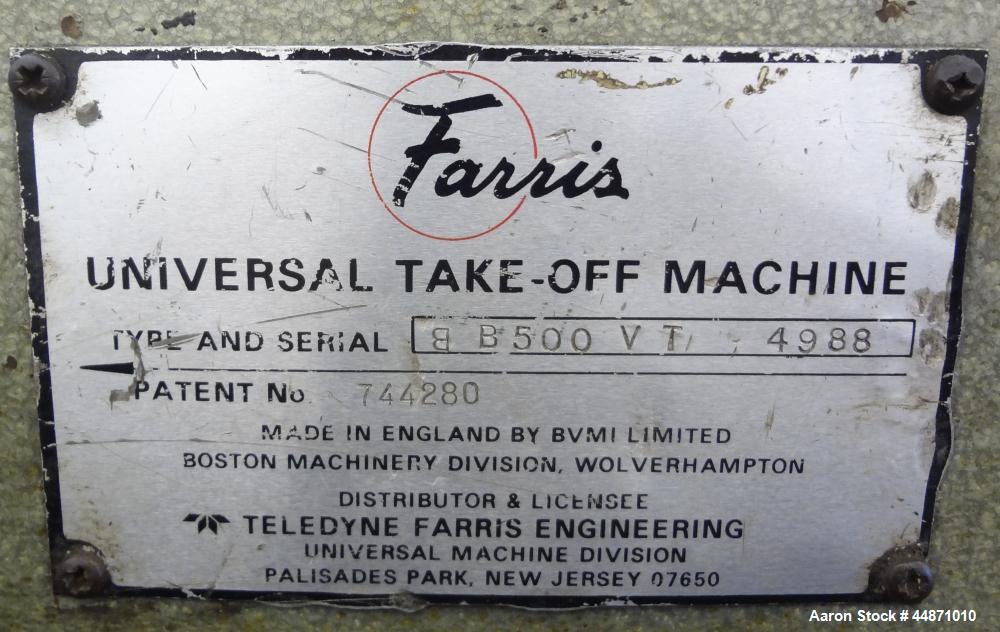 Farris
UNIVERSAL TAKE-OFF MACHINE
TYPE AND SERIAL B B500 VT 4988
PATENT No 744280
MADE IN ENGLAND BY BVMI LIMITED
BOSTON MACHINERY DIVISION, WOLVERHAMPTON
DISTRIBUTOR & LICENSEE
TELEDYNE FARRIS ENGINEERING
UNIVERSAL MACHINE DIVISION
PALISADES PARK, NEW JERSEY 07650
Aaron Stock # 44871010